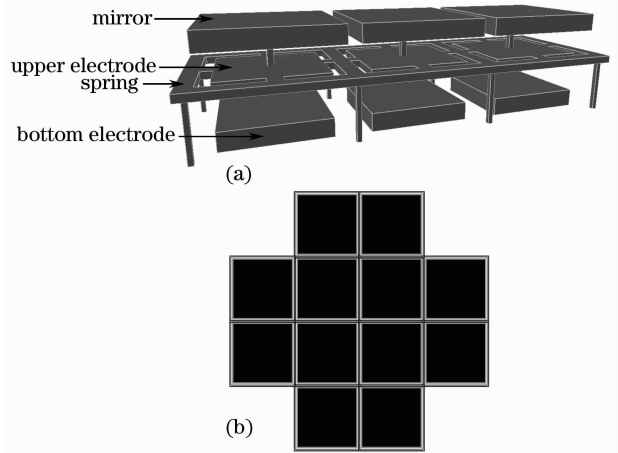 mirror
upper electrode
spring
bottom electrode
(a)
(b)